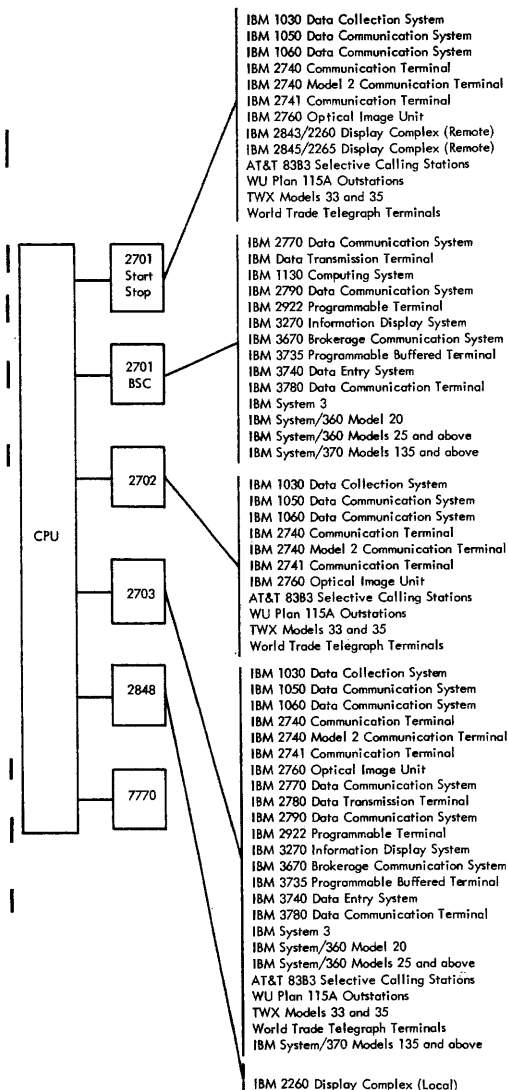 IBM 1030 Data Collection System
IBM 1050 Data Communication System
IBM 1060 Data Communication System
IBM 2740 Communication Terminal
IBM 2740 Model 2 Communication Terminal
IBM 2741 Communication Terminal
IBM 2760 Optical Image Unit
IBM 2843/2260 Display Complex (Remote)
IBM 2845/2265 Display Complex (Remote)
AT&T 83B3 Selective Calling Stations
WU Plan 115A Outstations
TWX Models 33 and 35
World Trade Telegraph Terminals
2701
Start
Stop
IBM 2770 Data Communication System
IBM Data Transmission Terminal
IBM 1130 Computing System
IBM 2790 Data Communication System
IBM 2922 Programmable Terminal
IBM 3270 Information Display System
IBM 3670 Brokerage Communication System
IBM 3735 Programmable Buffered Terminal
IBM 3740 Data Entry System
IBM 3780 Data Communication Terminal
IBM System 3
IBM System/360 Model 20
IBM System/360 Models 25 and above
IBM System/370 Models 135 and above
2701
BSC
2702
IBM 1030 Data Collection System
IBM 1050 Data Communication System
IBM 1060 Data Communication System
IBM 2740 Communication Terminal
IBM 2740 Model 2 Communication Terminal
IBM 2741 Communication Terminal
IBM 2760 Optical Image Unit
AT&T 83B3 Selective Calling Stations
WU Plan 115A Outstations
TWX Models 33 and 35
World Trade Telegraph Terminals
CPU
2703
IBM 1030 Data Collection System
IBM 1050 Data Communication System
IBM 1060 Data Communication System
IBM 2740 Communication Terminal
IBM 2740 Model 2 Communication Terminal
IBM 2741 Communication Terminal
IBM 2760 Optical Image Unit
IBM 2770 Data Communication System
IBM 2780 Data Transmission Terminal
IBM 2790 Data Communication System
IBM 2922 Programmable Terminal
IBM 3270 Information Display System
IBM 3670 Brokerage Communication System
IBM 3735 Programmable Buffered Terminal
IBM 3740 Data Entry System
IBM 3780 Data Communication Terminal
IBM System 3
IBM System/360 Model 20
IBM System/360 Models 25 and above
AT&T 83B3 Selective Calling Stations
WU Plan 115A Outstations
TWX Models 33 and 35
World Trade Telegraph Terminals
IBM System/370 Models 135 and above
2848
7770
IBM 2260 Display Complex (Local)